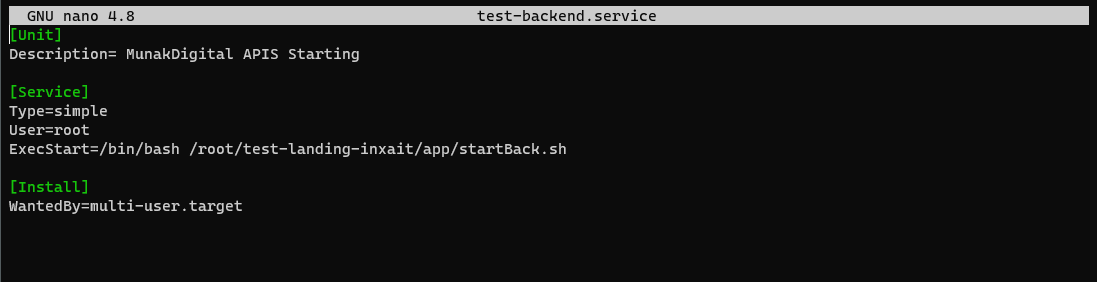 GNU nano 4.8 test-backend.service
[Unit]
Description= MunakDigital APIS Starting
[Service]
Type=simple
User=root
ExecStart=/bin/bash /root/test-landing-inxait/app/startBack.sh
[Install]
WantedBy=multi-user.target